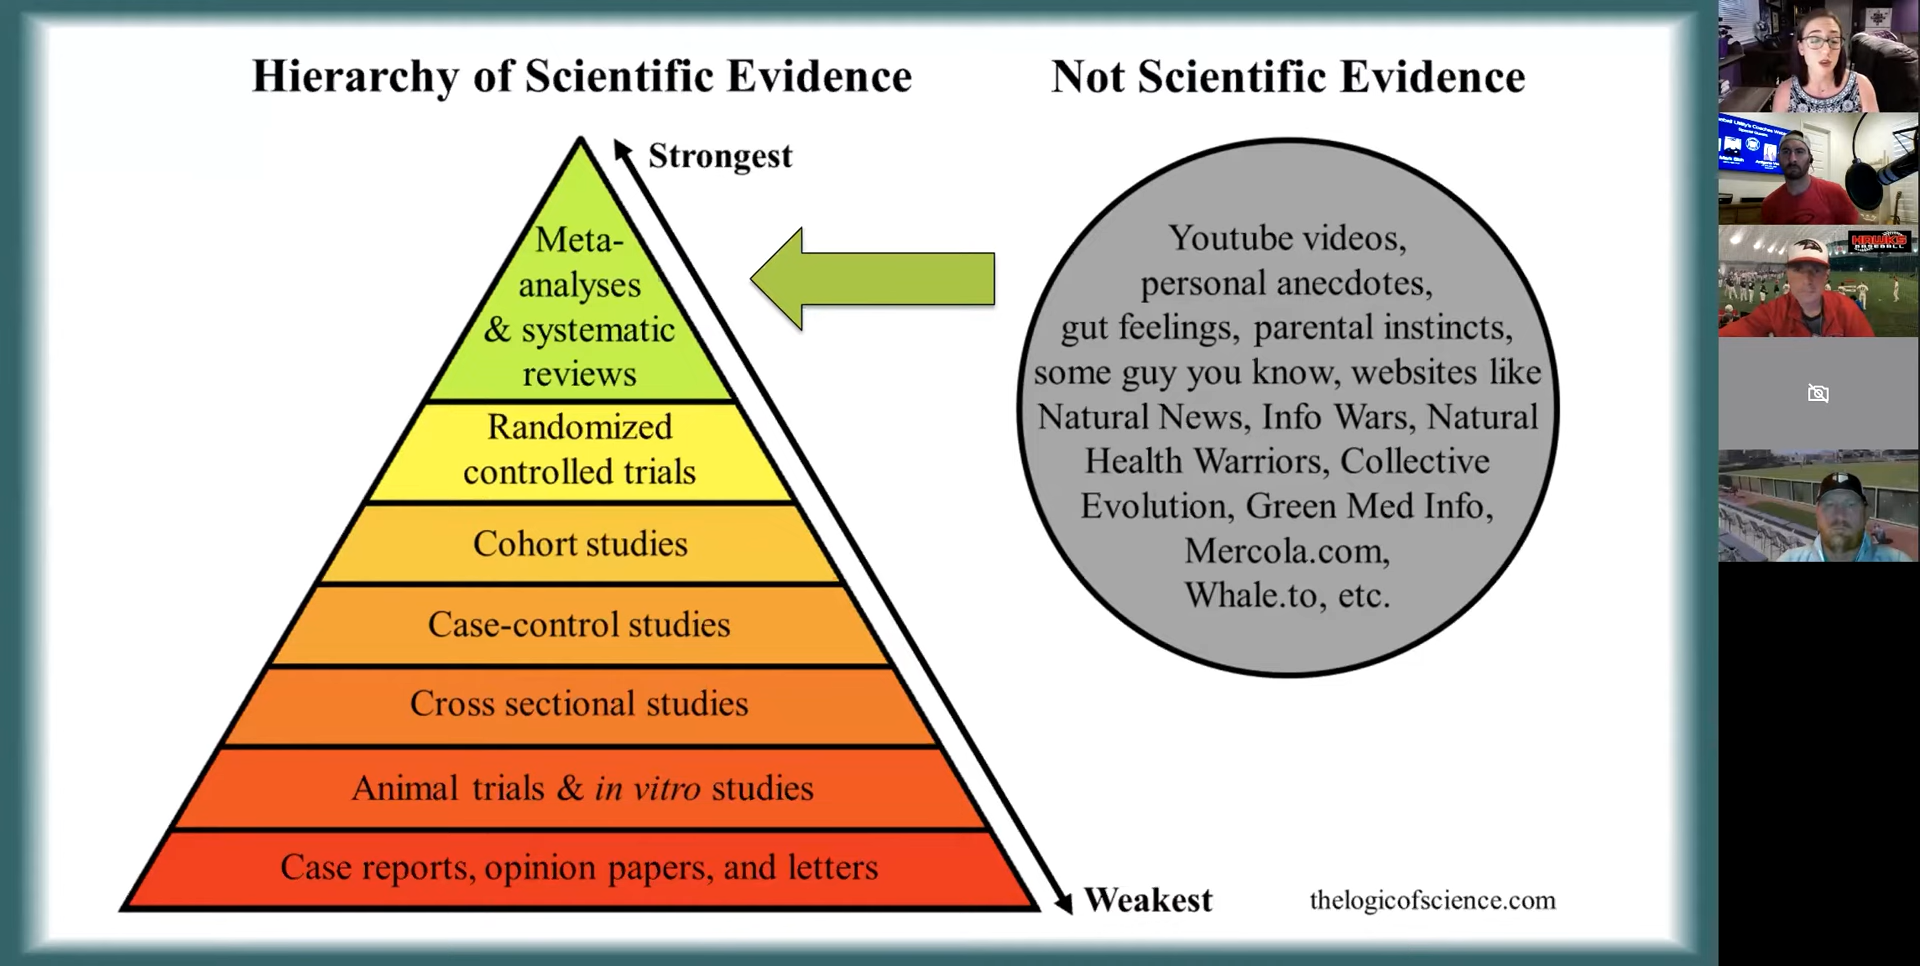 Hierarchy of Scientific Evidence
Not Scientific Evidence
Strongest
Meta-
analyses
& systematic
reviews
Randomized
controlled trials
Cohort studies
Case-control studies
Cross sectional studies
Animal trials & in vitro studies
Case reports, opinion papers, and letters
Weakest
Youtube videos,
personal anecdotes,
gut feelings, parental instincts,
some guy you know, websites like
Natural News, Info Wars, Natural
Health Warriors, Collective
Evolution, Green Med Info,
Mercola.com,
Whale.to, etc.
thelogicofscience.com
HAWKS
BASEBALL